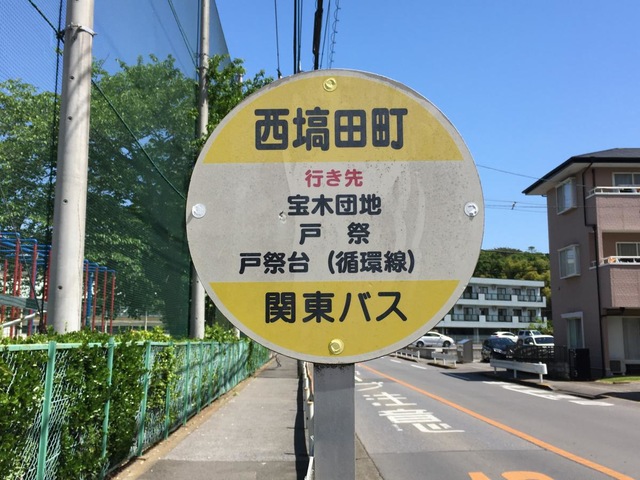 西塙田町
行き先
宝木団地
戸 祭
戸祭台（循環線）
関東バス